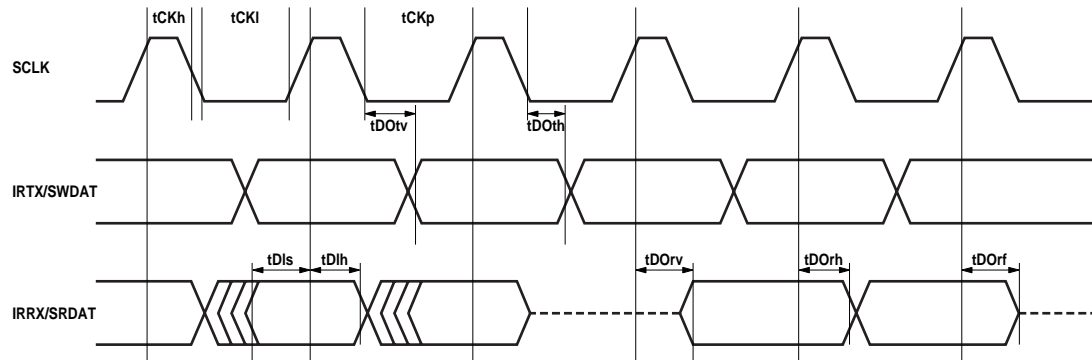 tCKh tCKl tCKp
SCLK
tDOtv tDOth
IRTX/SWDAT
tDIs tDIh tDOrv tDOrh tDOrf
IRRX/SRDAT